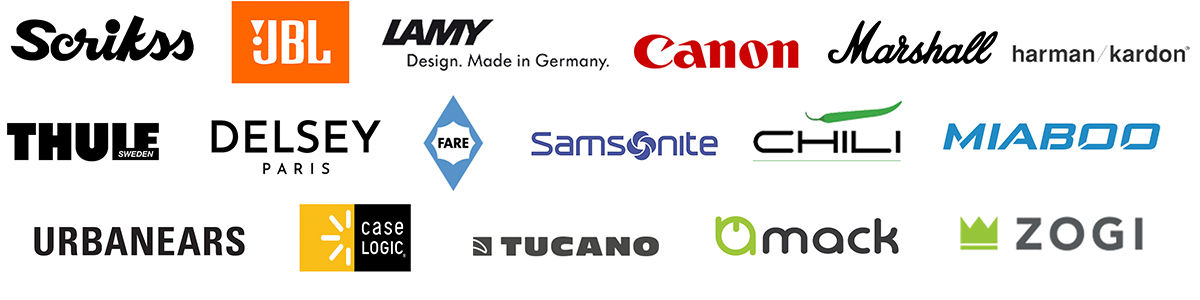 Scrikss
JBL
LAMY
Design. Made in Germany.
Canon
Marshall
harman/kardon®
THULE
SWEDEN
DELSEY
PARIS
FARE
Samsonite
CHILI
MIABOO
URBANEARS
case
LOGIC®
TUCANO
amack
ZOGI